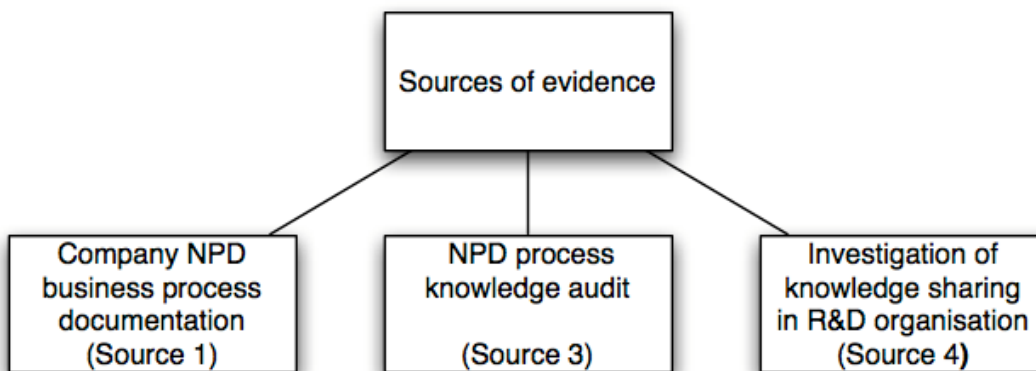 Sources of evidence
Company NPD
business process
documentation
(Source 1)
NPD process
knowledge audit
(Source 3)
Investigation of
knowledge sharing
in R&D organisation
(Source 4)